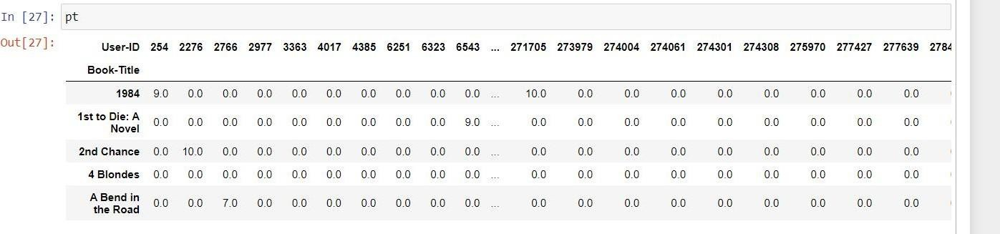 In [27]: pt
Out[27]:
User-ID 254 2276 2766 2977 3363 4017 4385 6251 6323 6543 ... 271705 273979 274004 274061 274301 274308 275970 277427 277639 2784
Book-Title
1984 9.0 0.0 0.0 0.0 0.0 0.0 0.0 0.0 0.0 0.0 ... 10.0 0.0 0.0 0.0 0.0 0.0 0.0 0.0 0.0
1st to Die: A
Novel 0.0 0.0 0.0 0.0 0.0 0.0 0.0 0.0 0.0 9.0 ... 0.0 0.0 0.0 0.0 0.0 0.0 0.0 0.0 0.0
2nd Chance 0.0 10.0 0.0 0.0 0.0 0.0 0.0 0.0 0.0 0.0 ... 0.0 0.0 0.0 0.0 0.0 0.0 0.0 0.0 0.0
4 Blondes 0.0 0.0 0.0 0.0 0.0 0.0 0.0 0.0 0.0 0.0 ... 0.0 0.0 0.0 0.0 0.0 0.0 0.0 0.0 0.0
A Bend in
the Road 0.0 0.0 7.0 0.0 0.0 0.0 0.0 0.0 0.0 0.0 ... 0.0 0.0 0.0 0.0 0.0 0.0 0.0 0.0 0.0